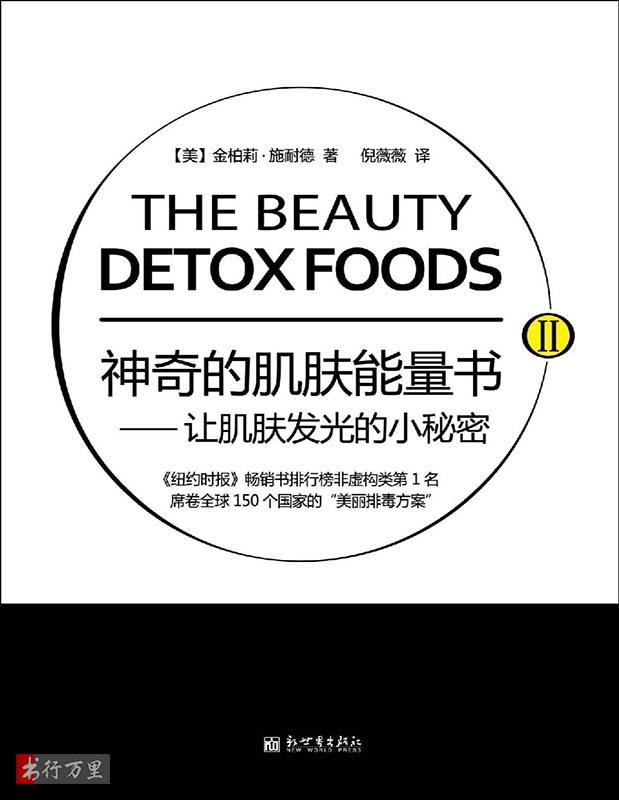 【美】金柏莉·施耐德 著 倪薇薇 译
THE BEAUTY
DETOX FOODS
II
神奇的肌肤能量书
——让肌肤发光的小秘密
《纽约时报》畅销书排行榜非虚构类第1名
席卷全球150个国家的“美丽排毒方案”
新世界出版社
NEW WORLD PRESS
书行万里